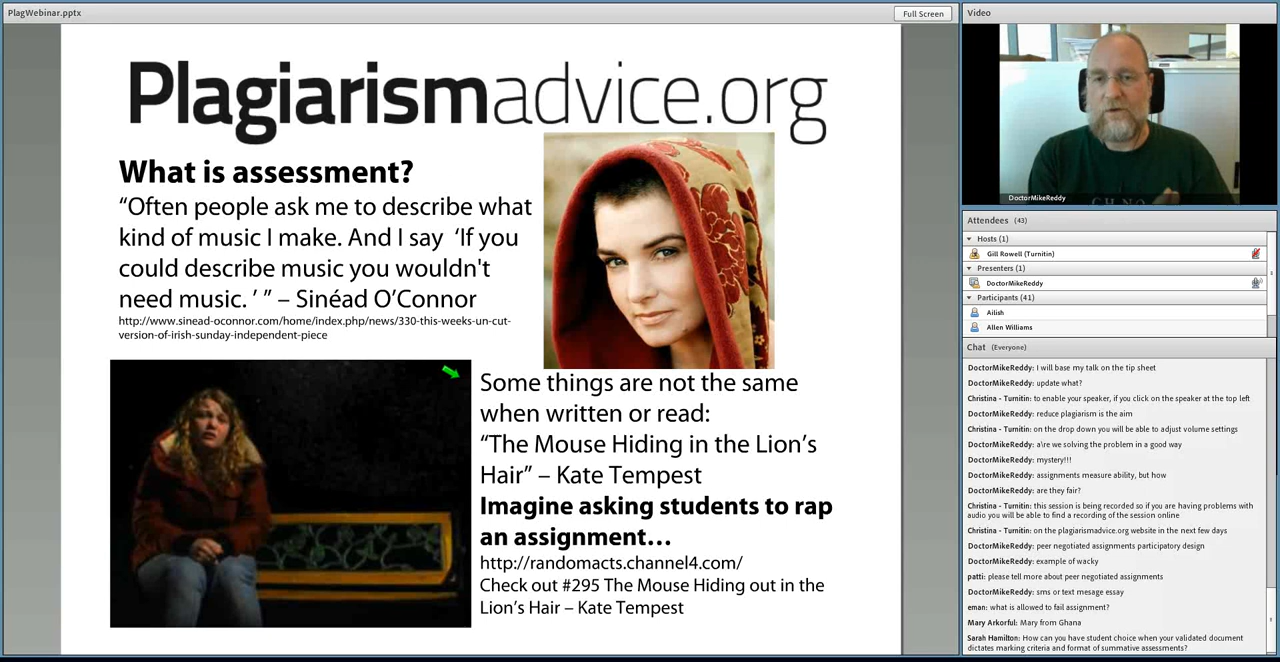 PlagWebinar.pptx
Full Screen
Plagiarismadvice.org
What is assessment?
“Often people ask me to describe what
kind of music I make. And I say ‘If you
could describe music you wouldn't
need music. ’ ” – Sinéad O’Connor
http://www.sinead-oconnor.com/home/index.php/news/330-this-weeks-un-cut-
version-of-irish-sunday-independent-piece
Some things are not the same
when written or read:
“The Mouse Hiding in the Lion’s
Hair” – Kate Tempest
Imagine asking students to rap
an assignment…
http://randomacts.channel4.com/
Check out #295 The Mouse Hiding out in the
Lion’s Hair – Kate Tempest
Video
DoctorMikeReddy
Attendees (43)
Hosts (1)
Gill Rowell (Turnitin)
Presenters (1)
DoctorMikeReddy
Participants (41)
Ailish
Allen Williams
Chat (Everyone)
DoctorMikeReddy: I will base my talk on the tip sheet
DoctorMikeReddy: update what?
Christina - Turnitin: to enable your speaker, if you click on the speaker at the top left
DoctorMikeReddy: reduce plagiarism is the aim
Christina - Turnitin: on the drop down you will be able to adjust volume settings
DoctorMikeReddy: a\re we solving the problem in a good way
DoctorMikeReddy: mystery!!!
DoctorMikeReddy: assignments measure ability, but how
DoctorMikeReddy: are they fair?
Christina - Turnitin: this session is being recorded so if you are having problems with
audio you will be able to find a recording of the session online
Christina - Turnitin: on the plagiarismadvice.org website in the next few days
DoctorMikeReddy: peer negotiated assignments participatory design
DoctorMikeReddy: example of wacky
patti: please tell more about peer negotiated assignments
DoctorMikeReddy: sms or text mesage essay
eman: what is allowed to fail assignment?
Mary Arkorful: Mary from Ghana
Sarah Hamilton: How can you have student choice when your validated document
dictates marking criteria and format of summative assessments?